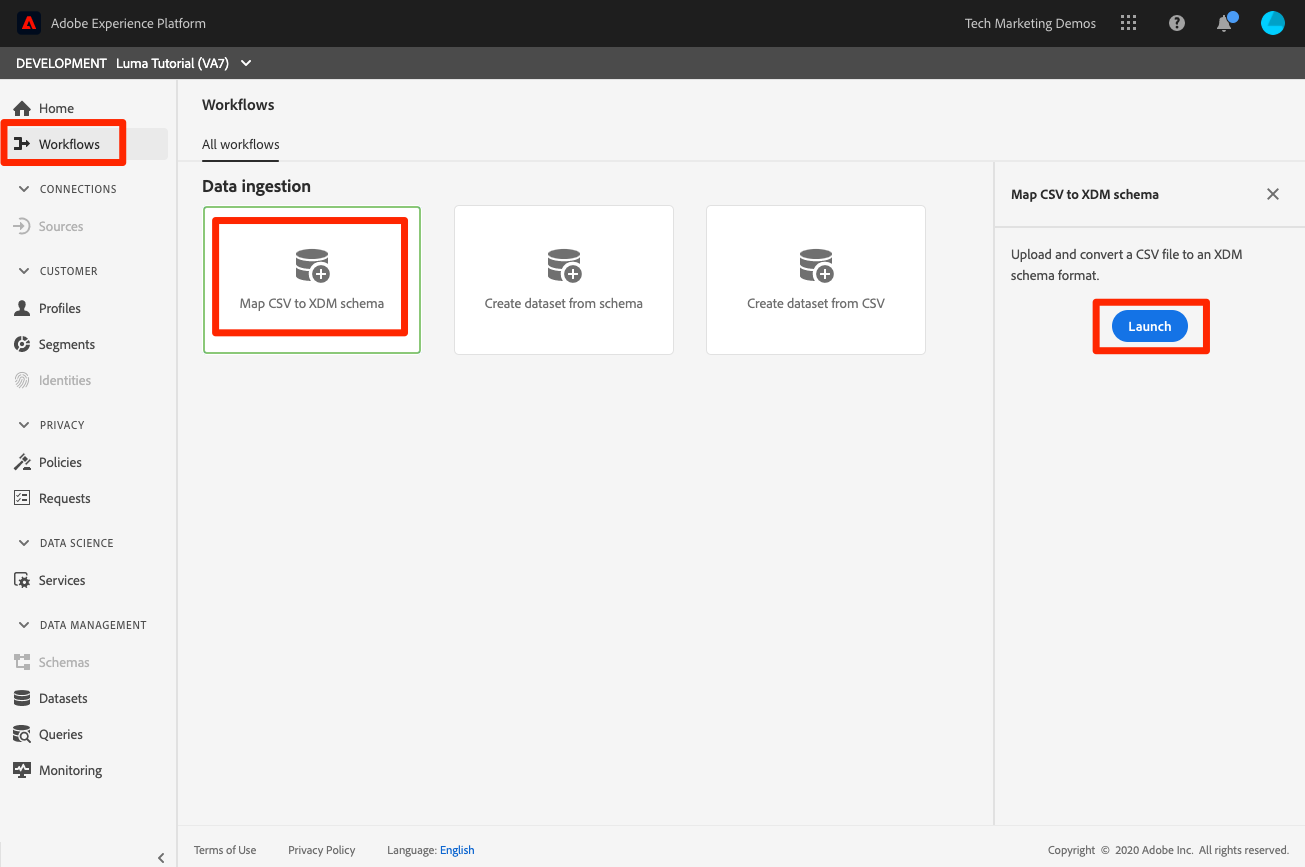 Adobe Experience Platform
Tech Marketing Demos
DEVELOPMENT Luma Tutorial (VA7)
Home
Workflows
CONNECTIONS
Sources
CUSTOMER
Profiles
Segments
Identities
PRIVACY
Policies
Requests
DATA SCIENCE
Services
DATA MANAGEMENT
Schemas
Datasets
Queries
Monitoring
Workflows
All workflows
Data ingestion
Map CSV to XDM schema
Create dataset from schema
Create dataset from CSV
Map CSV to XDM schema
Upload and convert a CSV file to an XDM
schema format.
Launch
Terms of Use
Privacy Policy
Language: English
Copyright © 2020 Adobe Inc. All rights reserved.